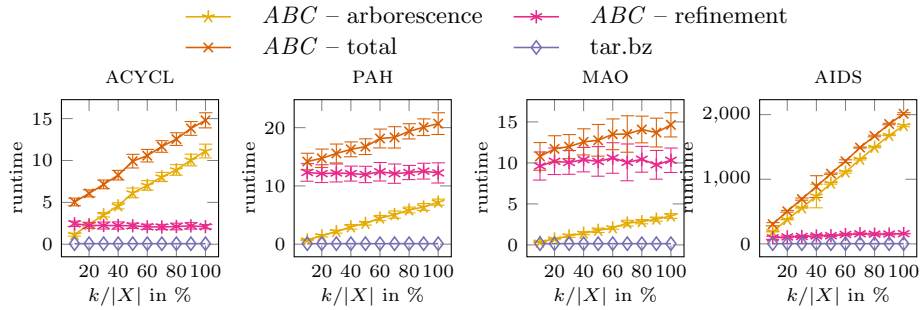 ABC – arborescence
ABC – refinement
ABC – total
tar.bz
ACYCL
PAH
MAO
AIDS
runtime
15
10
5
0
20 40 60 80 100
k/|X| in %
runtime
20
10
0
20 40 60 80 100
k/|X| in %
runtime
15
10
5
0
20 40 60 80 100
k/|X| in %
runtime
2,000
1,000
0
20 40 60 80 100
k/|X| in %